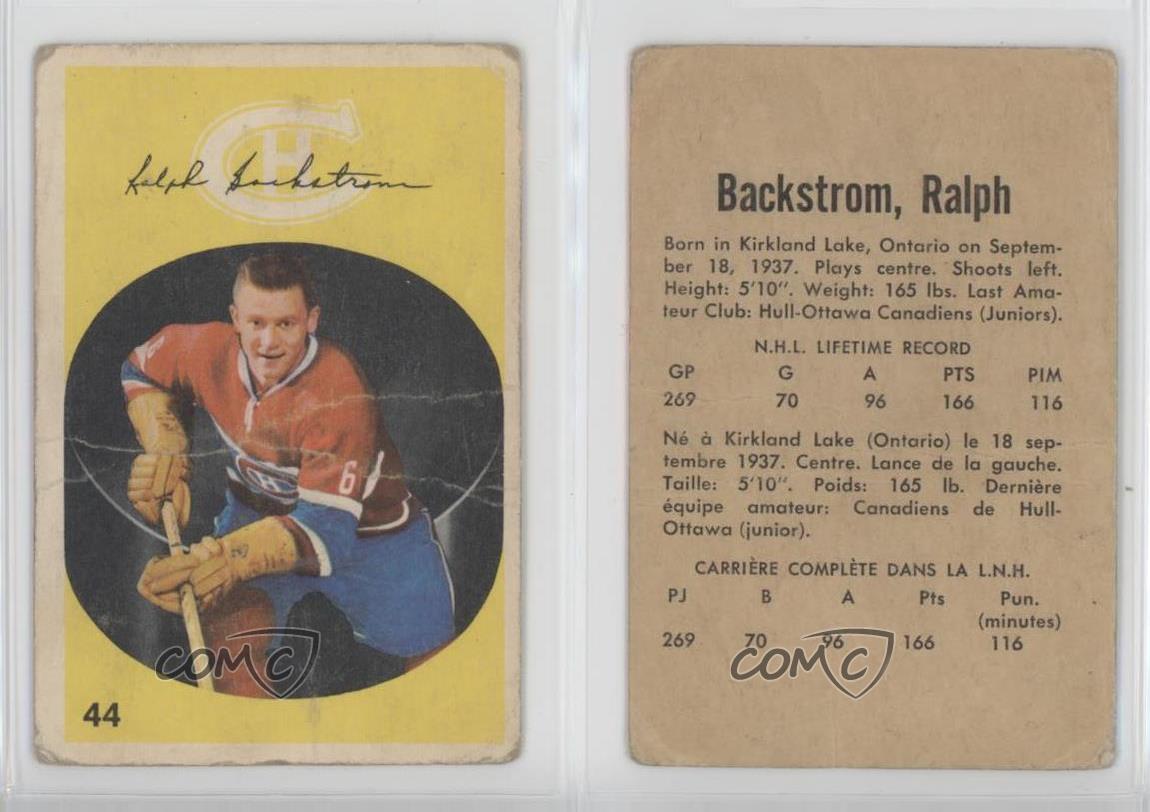 CH
Ralph Backstrom
6
6
44
COMC
Backstrom, Ralph
Born in Kirkland Lake, Ontario on Septem-
ber 18, 1937. Plays centre. Shoots left.
Height: 5'10". Weight: 165 lbs. Last Ama-
teur Club: Hull-Ottawa Canadiens (Juniors).
N.H.L. LIFETIME RECORD
GP G A PTS PIM
269 70 96 166 116
Né à Kirkland Lake (Ontario) le 18 sep-
tembre 1937. Centre. Lance de la gauche.
Taille: 5'10". Poids: 165 lb. Dernière
équipe amateur: Canadiens de Hull-
Ottawa (junior).
CARRIÈRE COMPLÈTE DANS LA L.N.H.
PJ B A Pts Pun.
(minutes)
269 70 96 166 116
COMC